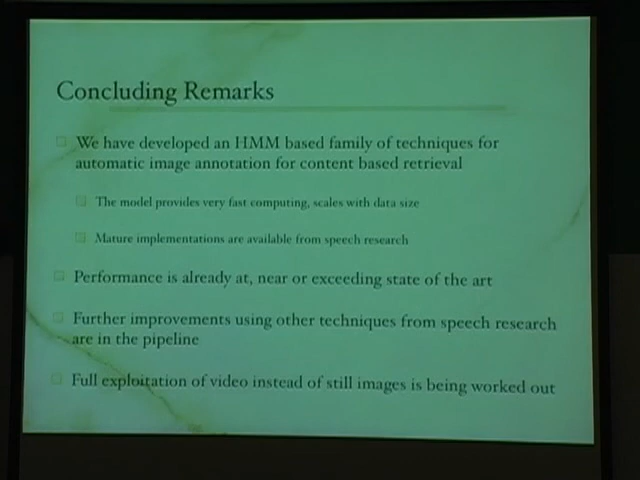 Concluding Remarks
We have developed an HMM based family of techniques for
automatic image annotation for content based retrieval
The model provides very fast computing, scales with data size
Mature implementations are available from speech research
Performance is already at, near or exceeding state of the art
Further improvements using other techniques from speech research
are in the pipeline
Full exploitation of video instead of still images is being worked out